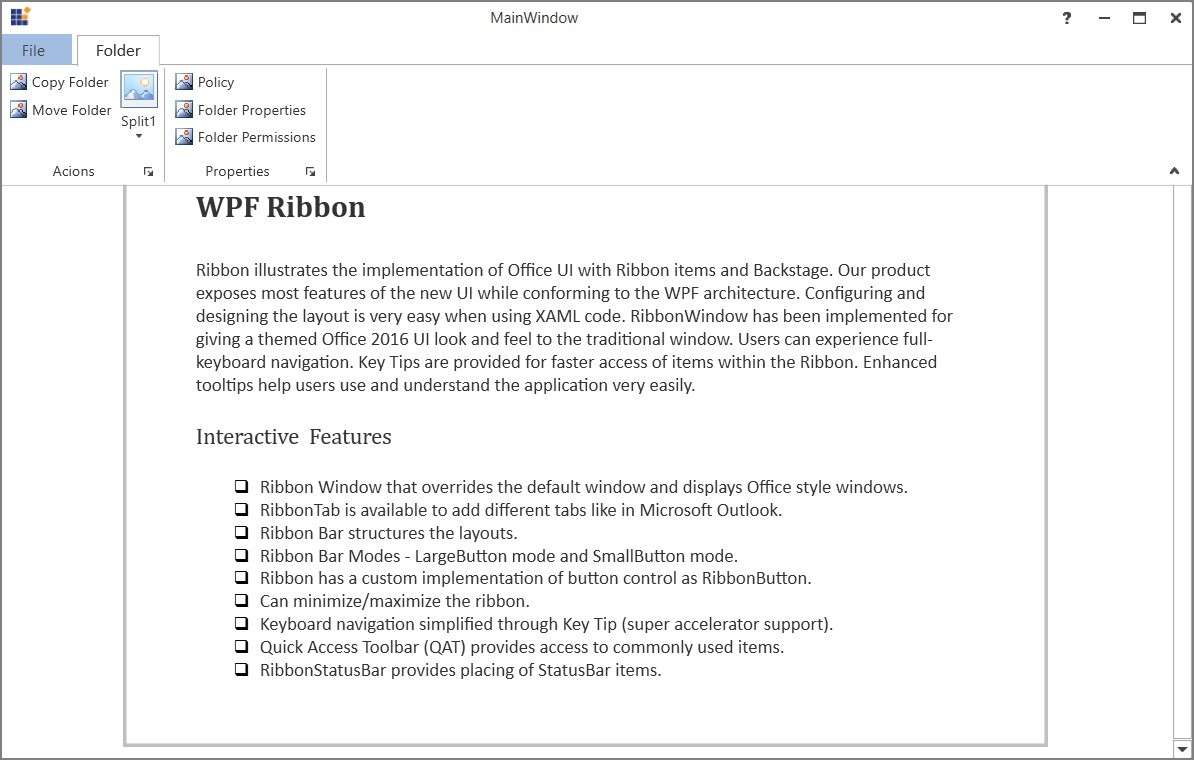 MainWindow
?
File
Folder
Copy Folder
Move Folder
Split1
Acions
Policy
Folder Properties
Folder Permissions
Properties
WPF Ribbon
Ribbon illustrates the implementation of Office UI with Ribbon items and Backstage. Our product
exposes most features of the new UI while conforming to the WPF architecture. Configuring and
designing the layout is very easy when using XAML code. RibbonWindow has been implemented for
giving a themed Office 2016 UI look and feel to the traditional window. Users can experience full-
keyboard navigation. Key Tips are provided for faster access of items within the Ribbon. Enhanced
tooltips help users use and understand the application very easily.
Interactive Features
Ribbon Window that overrides the default window and displays Office style windows.
RibbonTab is available to add different tabs like in Microsoft Outlook.
Ribbon Bar structures the layouts.
Ribbon Bar Modes - LargeButton mode and SmallButton mode.
Ribbon has a custom implementation of button control as RibbonButton.
Can minimize/maximize the ribbon.
Keyboard navigation simplified through Key Tip (super accelerator support).
Quick Access Toolbar (QAT) provides access to commonly used items.
RibbonStatusBar provides placing of StatusBar items.